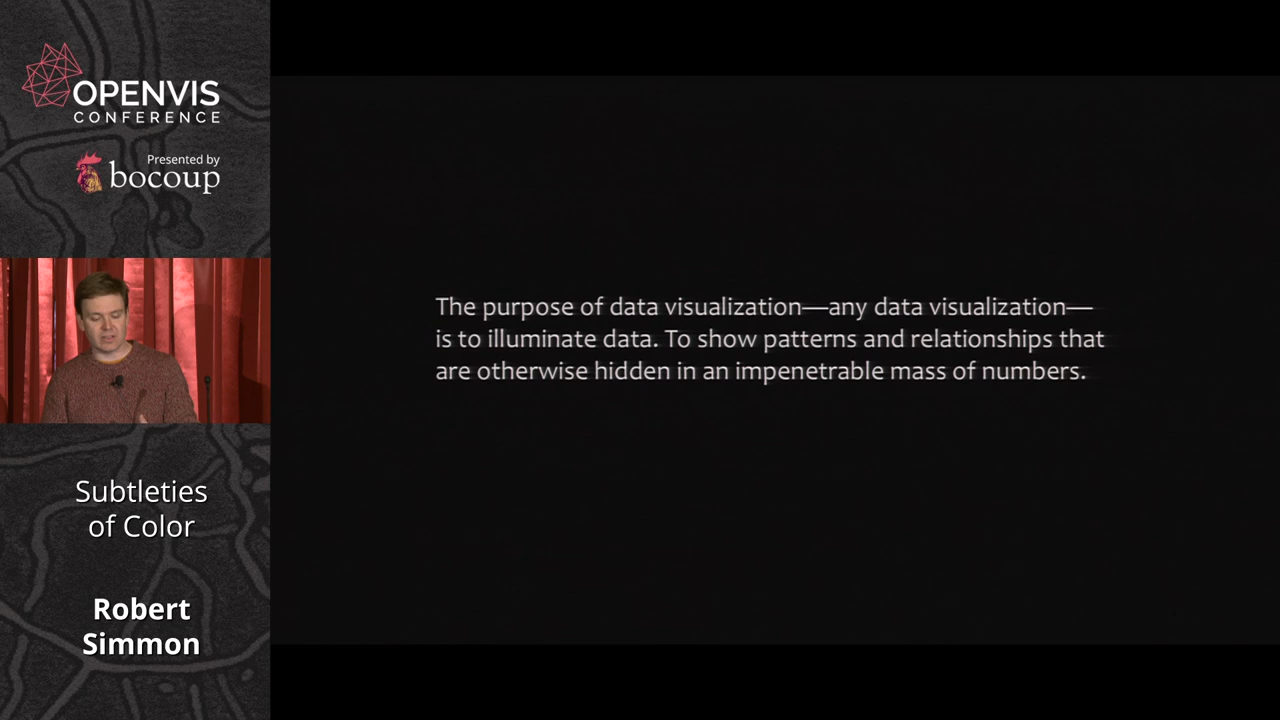 OPENVIS
CONFERENCE
Presented by
bocoup
Subtleties
of Color
Robert
Simmon
The purpose of data visualization—any data visualization—
is to illuminate data. To show patterns and relationships that
are otherwise hidden in an impenetrable mass of numbers.